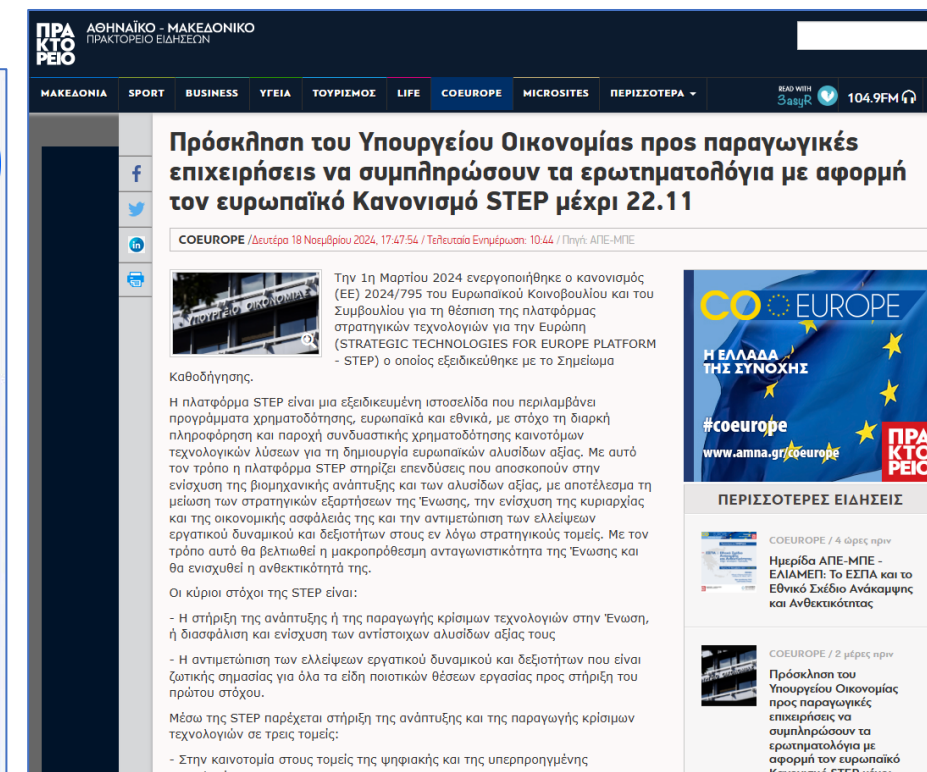 ΠΡΑ
ΚΤΟ
ΡΕΙΟ
ΑΘΗΝΑΪΚΟ - ΜΑΚΕΔΟΝΙΚΟ
ΠΡΑΚΤΟΡΕΙΟ ΕΙΔΗΣΕΩΝ
ΜΑΚΕΔΟΝΙΑ SPORT BUSINESS ΥΓΕΙΑ ΤΟΥΡΙΣΜΟΣ LIFE COEUROPE MICROSITES ΠΕΡΙΣΣΟΤΕΡΑ
READ WITH
3asyR
104.9FM
Πρόσκληση του Υπουργείου Οικονομίας προς παραγωγικές
επιχειρήσεις να συμπληρώσουν τα ερωτηματολόγια με αφορμή
τον ευρωπαϊκό Κανονισμό STEP μέχρι 22.11
COEUROPE /Δευτέρα 18 Νοεμβρίου 2024, 17:47:54 / Τελευταία Ενημέρωση: 10:44 / Πηγή: ΑΠΕ-ΜΠΕ
ΥΠΟΥΡΓΕΙΟ ΟΙΚΟΝΟΜΙΑΣ
Την 1η Μαρτίου 2024 ενεργοποιήθηκε ο κανονισμός
(ΕΕ) 2024/795 του Ευρωπαϊκού Κοινοβουλίου και του
Συμβουλίου για τη θέσπιση της πλατφόρμας
στρατηγικών τεχνολογιών για την Ευρώπη
(STRATEGIC TECHNOLOGIES FOR EUROPE PLATFORM
- STEP) ο οποίος εξειδικεύθηκε με το Σημείωμα
Καθοδήγησης.
Η πλατφόρμα STEP είναι μια εξειδικευμένη ιστοσελίδα που περιλαμβάνει
προγράμματα χρηματοδότησης, ευρωπαϊκά και εθνικά, με στόχο τη διαρκή
πληροφόρηση και παροχή συνδυαστικής χρηματοδότησης καινοτόμων
τεχνολογικών λύσεων για τη δημιουργία ευρωπαϊκών αλυσίδων αξίας. Με αυτό
τον τρόπο η πλατφόρμα STEP στηρίζει επενδύσεις που αποσκοπούν στην
ενίσχυση της βιομηχανικής ανάπτυξης και των αλυσίδων αξίας, με αποτέλεσμα τη
μείωση των στρατηγικών εξαρτήσεων της Ένωσης, την ενίσχυση της κυριαρχίας
και της οικονομικής ασφάλειάς της και την αντιμετώπιση των ελλείψεων
εργατικού δυναμικού και δεξιοτήτων στους εν λόγω στρατηγικούς τομείς. Με τον
τρόπο αυτό θα βελτιωθεί η μακροπρόθεσμη ανταγωνιστικότητα της Ένωσης και
θα ενισχυθεί η ανθεκτικότητά της.
Οι κύριοι στόχοι της STEP είναι:
- Η στήριξη της ανάπτυξης ή της παραγωγής κρίσιμων τεχνολογιών στην Ένωση,
ή διασφάλιση και ενίσχυση των αντίστοιχων αλυσίδων αξίας τους
- Η αντιμετώπιση των ελλείψεων εργατικού δυναμικού και δεξιοτήτων που είναι
ζωτικής σημασίας για όλα τα είδη ποιοτικών θέσεων εργασίας προς στήριξη του
πρώτου στόχου.
Μέσω της STEP παρέχεται στήριξη της ανάπτυξης και της παραγωγής κρίσιμων
τεχνολογιών σε τρεις τομείς:
- Στην καινοτομία στους τομείς της ψηφιακής και της υπερπροηγμένης
CO EUROPE
Η ΕΛΛΑΔΑ
ΤΗΣ ΣΥΝΟΧΗΣ
#coeurope
www.amna.gr/coeurope
ΠΡΑ
ΚΤΟ
ΡΕΙΟ
ΠΕΡΙΣΣΟΤΕΡΕΣ ΕΙΔΗΣΕΙΣ
COEUROPE / 4 ώρες πριν
Ημερίδα ΑΠΕ-ΜΠΕ -
ΕΛΙΑΜΕΠ: Το ΕΣΠΑ και το
Εθνικό Σχέδιο Ανάκαμψης
και Ανθεκτικότητας
COEUROPE / 2 μέρες πριν
Πρόσκληση του
Υπουργείου Οικονομίας
προς παραγωγικές
επιχειρήσεις να
συμπληρώσουν τα
ερωτηματολόγια με
αφορμή τον ευρωπαϊκό
Κανονισμό STEP μέχρι